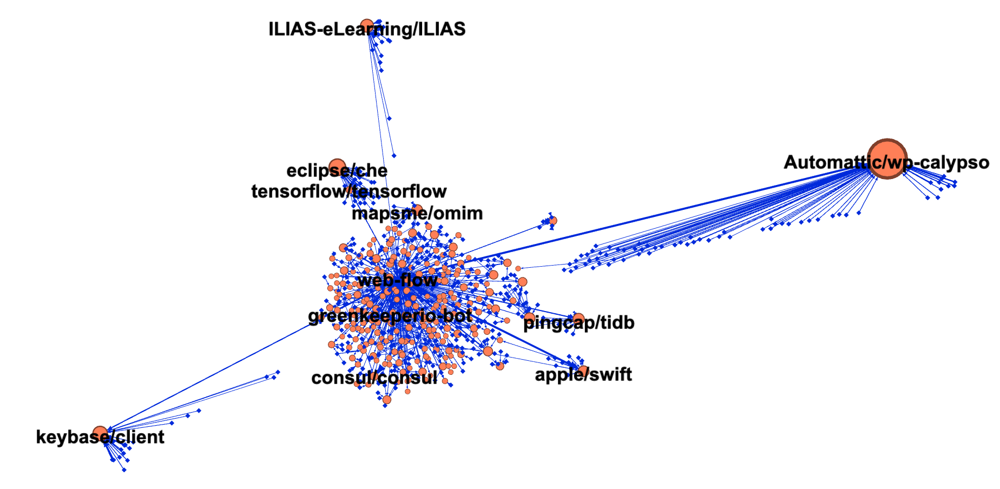 ILIAS-eLearning/ILIAS
Automattic/wp-calypso
eclipse/che
tensorflow/tensorflow
mapsme/omim
web-flow
greenkeeperio-bot
pingcap/tidb
apple/swift
consul/consul
keybase/client